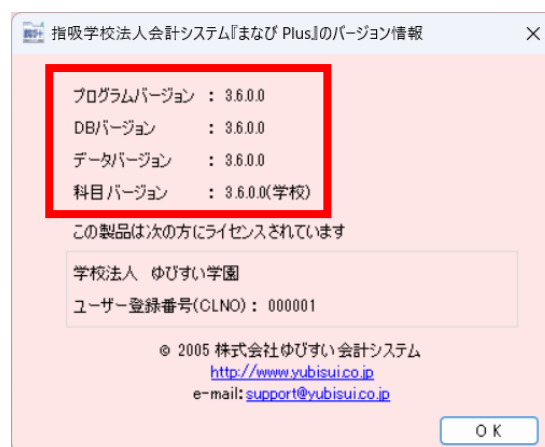 指吸学校法人会計システム『まなび Plus』のバージョン情報
プログラムバージョン : 3.6.0.0
DBバージョン : 3.6.0.0
データバージョン : 3.6.0.0
科目バージョン : 3.6.0.0(学校)
この製品は次の方にライセンスされています
学校法人 ゆびすい学園
ユーザー登録番号(CLNO) : 000001
© 2005 株式会社ゆびすい会計システム
http://www.yubisui.co.jp
e-mail: support@yubisui.co.jp
O K